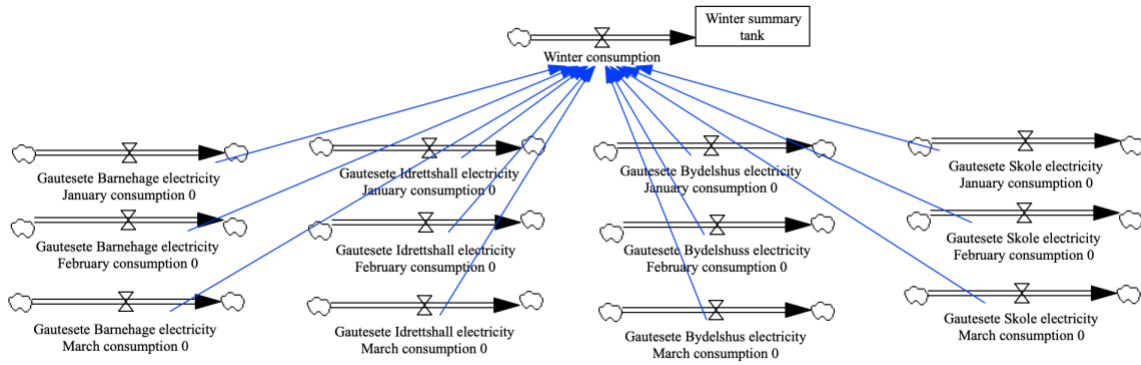 Winter summary
tank
Winter consumption
Gautesete Barnehage electricity
January consumption 0
Gautesete Idrettshall electricity
January consumption 0
Gautesete Bydelshus electricity
January consumption 0
Gautesete Skole electricity
January consumption 0
Gautesete Barnehage electricity
February consumption 0
Gautesete Idrettshall electricity
February consumption 0
Gautesete Bydelshuss electricity
February consumption 0
Gautesete Skole electricity
February consumption 0
Gautesete Barnehage electricity
March consumption 0
Gautesete Idrettshall electricity
March consumption 0
Gautesete Bydelshus electricity
March consumption 0
Gautesete Skole electricity
March consumption 0